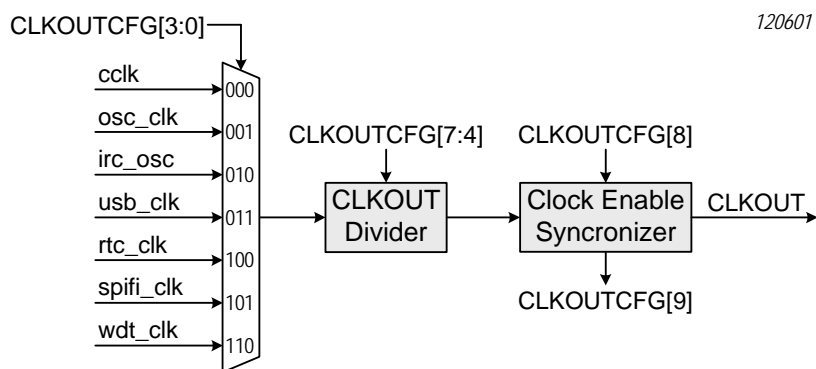 CLKOUTCFG[3:0]
120601
cclk
000
osc_clk
001
irc_osc
010
usb_clk
011
rtc_clk
100
spifi_clk
101
wdt_clk
110
CLKOUTCFG[7:4]
CLKOUT
Divider
CLKOUTCFG[8]
Clock Enable
Syncronizer
CLKOUT
CLKOUTCFG[9]